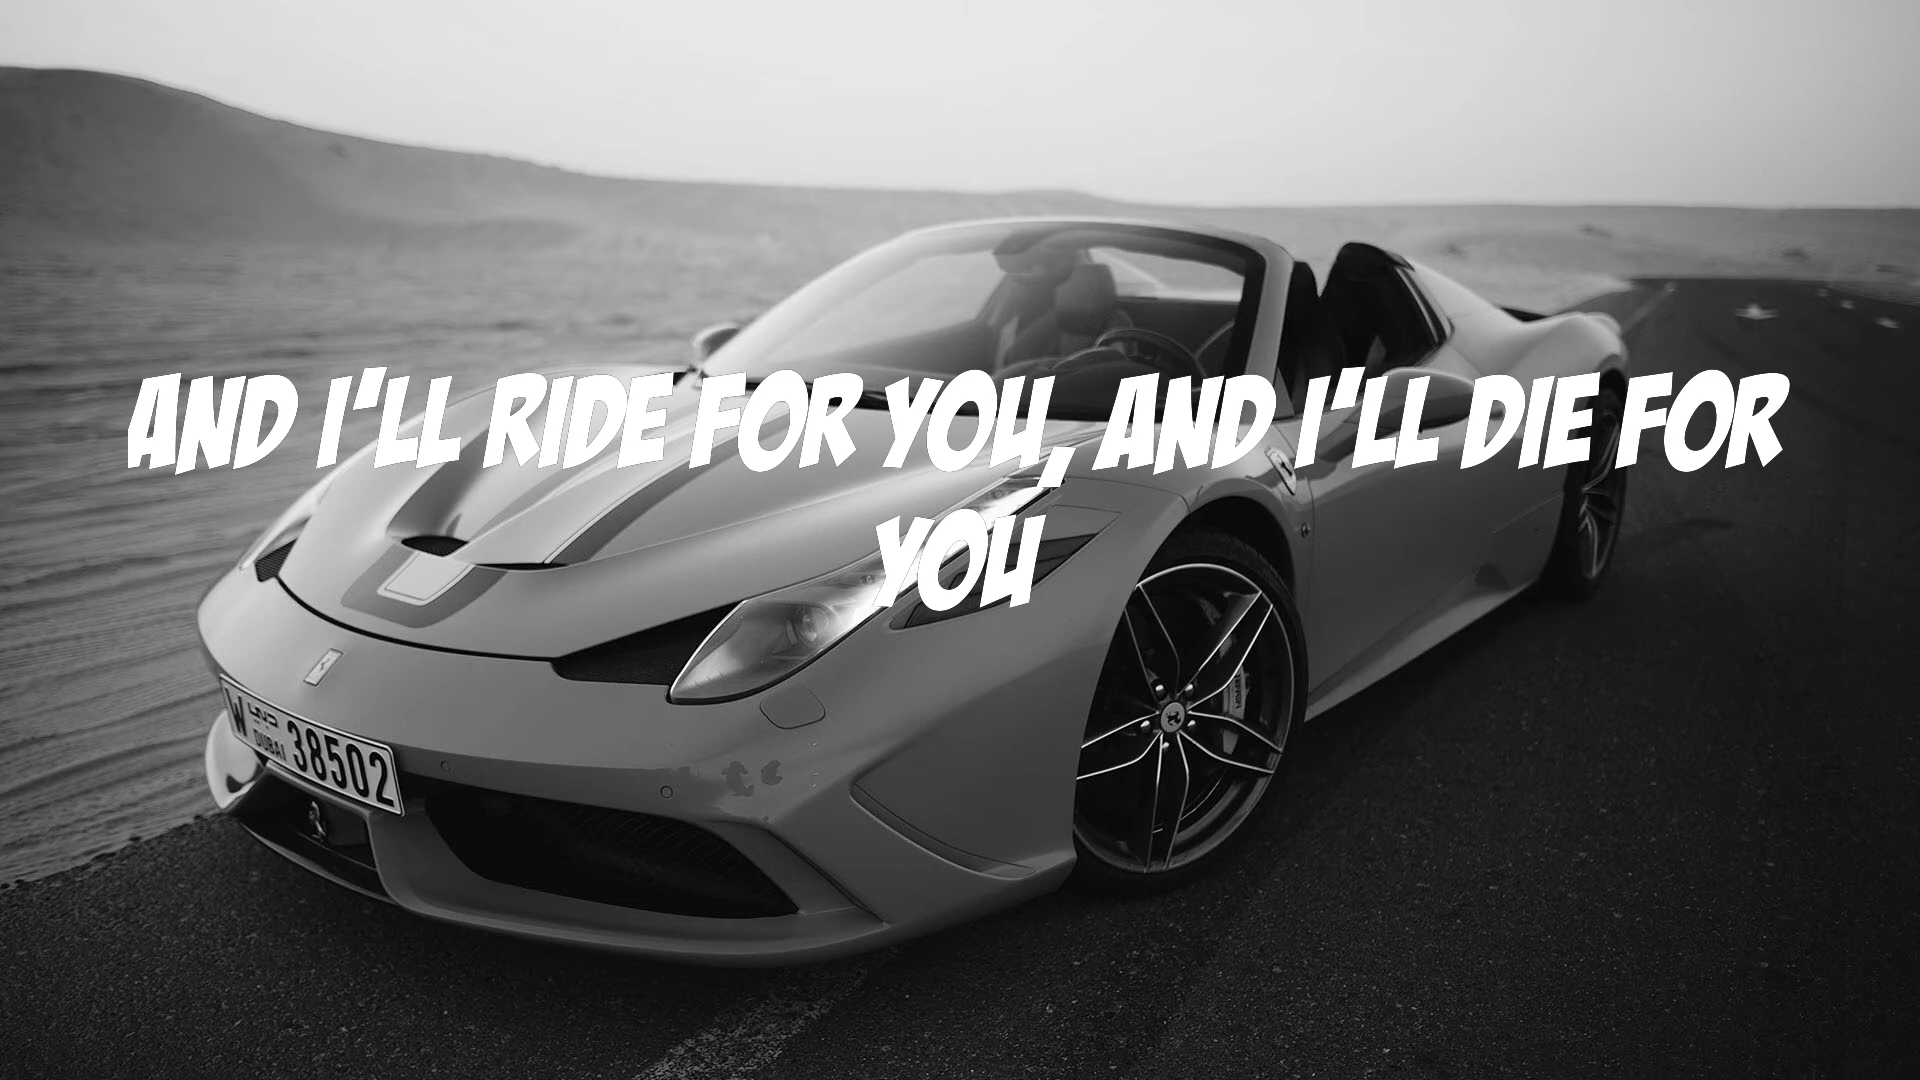 AND I'LL RIDE FOR YOU, AND I'LL DIE FOR
YOU
W DUBAI 38502